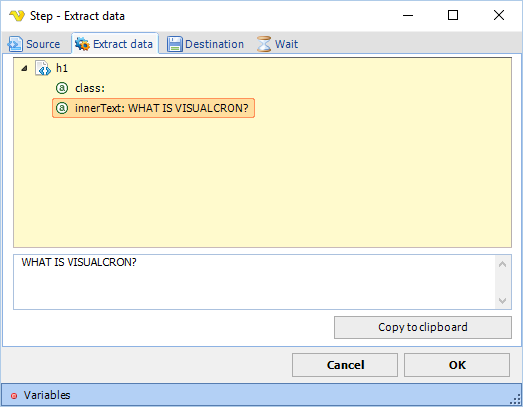 Step - Extract data
Source Extract data Destination Wait
h1
class:
innerText: WHAT IS VISUALCRON?
WHAT IS VISUALCRON?
Copy to clipboard
Cancel OK
Variables